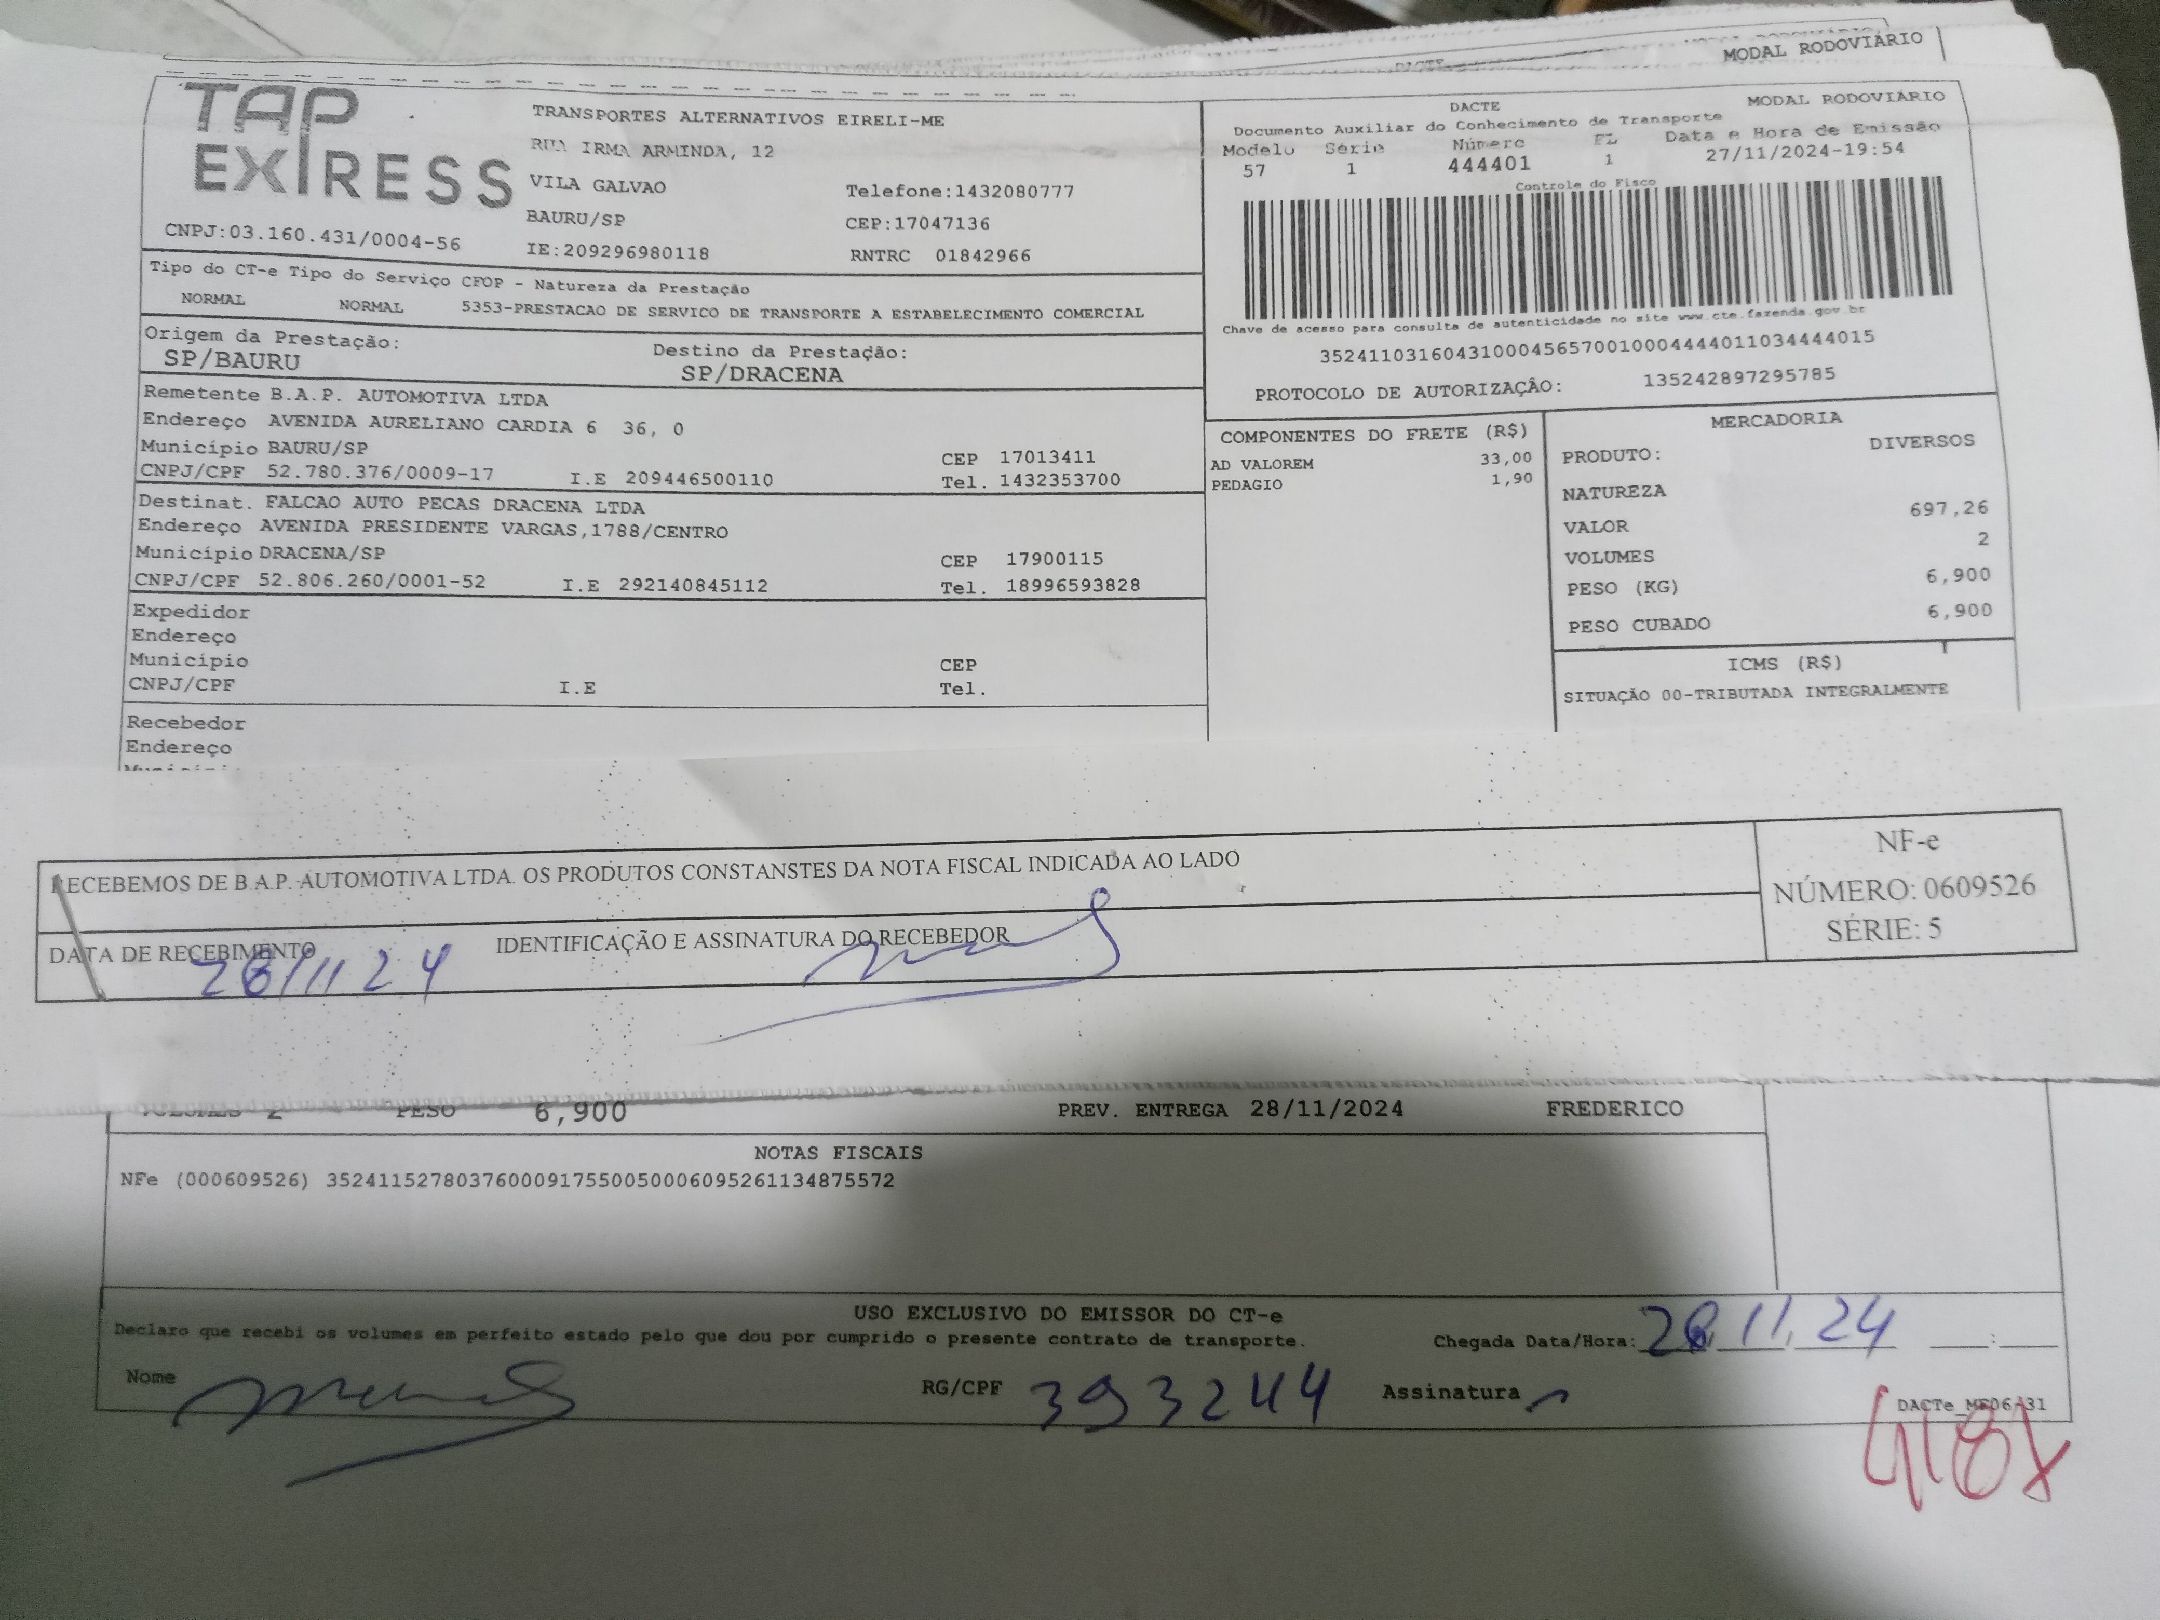 MODAL RODOVIÁRIO
TAP EXPRESS
TRANSPORTES ALTERNATIVOS EIRELI-ME
RUA IRMA ARMINDA, 12
VILA GALVAO Telefone:1432080777
BAURU/SP CEP:17047136
CNPJ:03.160.431/0004-56 IE:209296980118 RNTRC 01842966
DACTE MODAL RODOVIÁRIO
Documento Auxiliar do Conhecimento de Transporte
Modelo Série Número FL Data e Hora de Emissão
57 1 444401 1 27/11/2024-19:54
Controle do Fisco
Chave de acesso para consulta de autenticidade no site www.cte.fazenda.gov.br
35241103160431000456570010004444011034444015
PROTOCOLO DE AUTORIZAÇÃO: 135242897295785
Tipo do CT-e Tipo do Serviço CFOP - Natureza da Prestação
NORMAL NORMAL 5353-PRESTACAO DE SERVICO DE TRANSPORTE A ESTABELECIMENTO COMERCIAL
Origem da Prestação: Destino da Prestação:
SP/BAURU SP/DRACENA
Remetente B.A.P. AUTOMOTIVA LTDA
Endereço AVENIDA AURELIANO CARDIA 6 36, 0
Município BAURU/SP CEP 17013411
CNPJ/CPF 52.780.376/0009-17 I.E 209446500110 Tel. 1432353700
Destinat. FALCAO AUTO PECAS DRACENA LTDA
Endereço AVENIDA PRESIDENTE VARGAS,1788/CENTRO
Município DRACENA/SP CEP 17900115
CNPJ/CPF 52.806.260/0001-52 I.E 292140845112 Tel. 18996593828
Expedidor
Endereço
Município CEP
CNPJ/CPF I.E Tel.
Recebedor
Endereço
COMPONENTES DO FRETE (R$)
AD VALOREM 33,00
PEDAGIO 1,90
MERCADORIA
PRODUTO: DIVERSOS
NATUREZA
VALOR 697,26
VOLUMES 2
PESO (KG) 6,900
PESO CUBADO 6,900
ICMS (R$)
SITUAÇÃO 00-TRIBUTADA INTEGRALMENTE
RECEBEMOS DE B.A.P. AUTOMOTIVA LTDA. OS PRODUTOS CONSTANSTES DA NOTA FISCAL INDICADA AO LADO
DATA DE RECEBIMENTO IDENTIFICAÇÃO E ASSINATURA DO RECEBEDOR
28/11 24
NF-e
NÚMERO: 0609526
SÉRIE: 5
VOLUMES 2 PESO 6,900 PREV. ENTREGA 28/11/2024 FREDERICO
NOTAS FISCAIS
NFe (000609526) 35241152780376000917550050006095261134875572
USO EXCLUSIVO DO EMISSOR DO CT-e
Declaro que recebi os volumes em perfeito estado pelo que dou por cumprido o presente contrato de transporte. Chegada Data/Hora: 28 11 24 :
Nome RG/CPF 393244 Assinatura